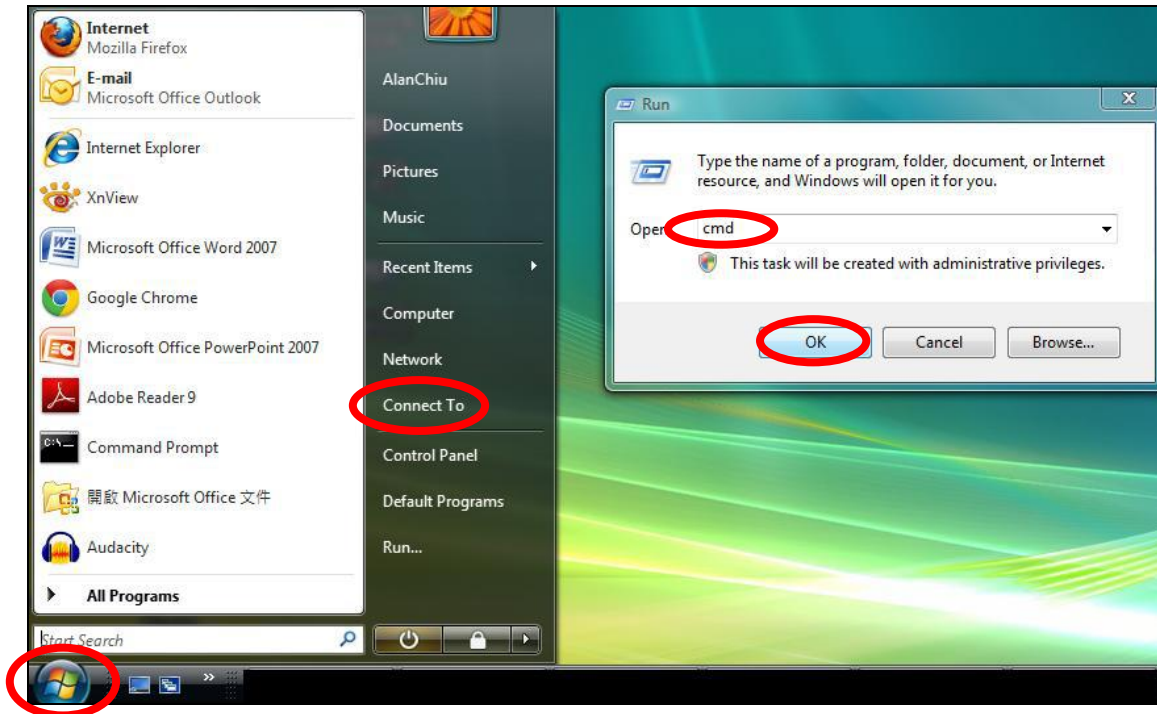 Internet
Mozilla Firefox
E-mail
Microsoft Office Outlook
Internet Explorer
XnView
Microsoft Office Word 2007
Google Chrome
Microsoft Office PowerPoint 2007
Adobe Reader 9
Command Prompt
開啟 Microsoft Office 文件
Audacity
All Programs
Start Search
AlanChiu
Documents
Pictures
Music
Recent Items
Computer
Network
Connect To
Control Panel
Default Programs
Run...
Run
Type the name of a program, folder, document, or Internet
resource, and Windows will open it for you.
Open cmd
This task will be created with administrative privileges.
OK Cancel Browse...